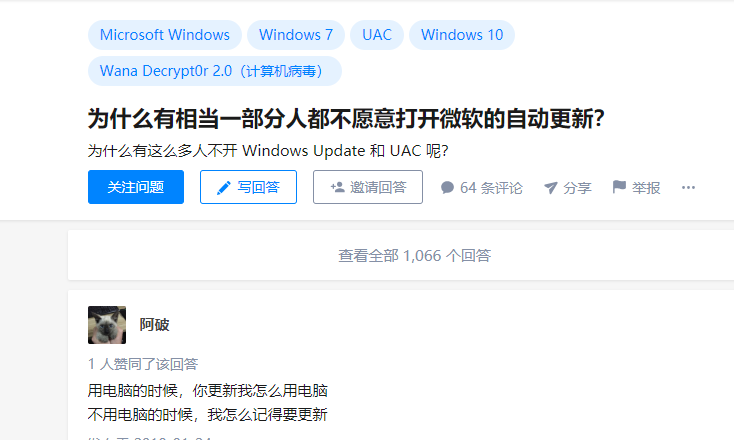 Microsoft Windows
Windows 7
UAC
Windows 10
Wana Decrypt0r 2.0（计算机病毒）
为什么有相当一部分人都不愿意打开微软的自动更新？
为什么有这么多人不开 Windows Update 和 UAC 呢？
关注问题
写回答
邀请回答
64 条评论
分享
举报
查看全部 1,066 个回答
阿破
1 人赞同了该回答
用电脑的时候，你更新我怎么用电脑
不用电脑的时候，我怎么记得要更新